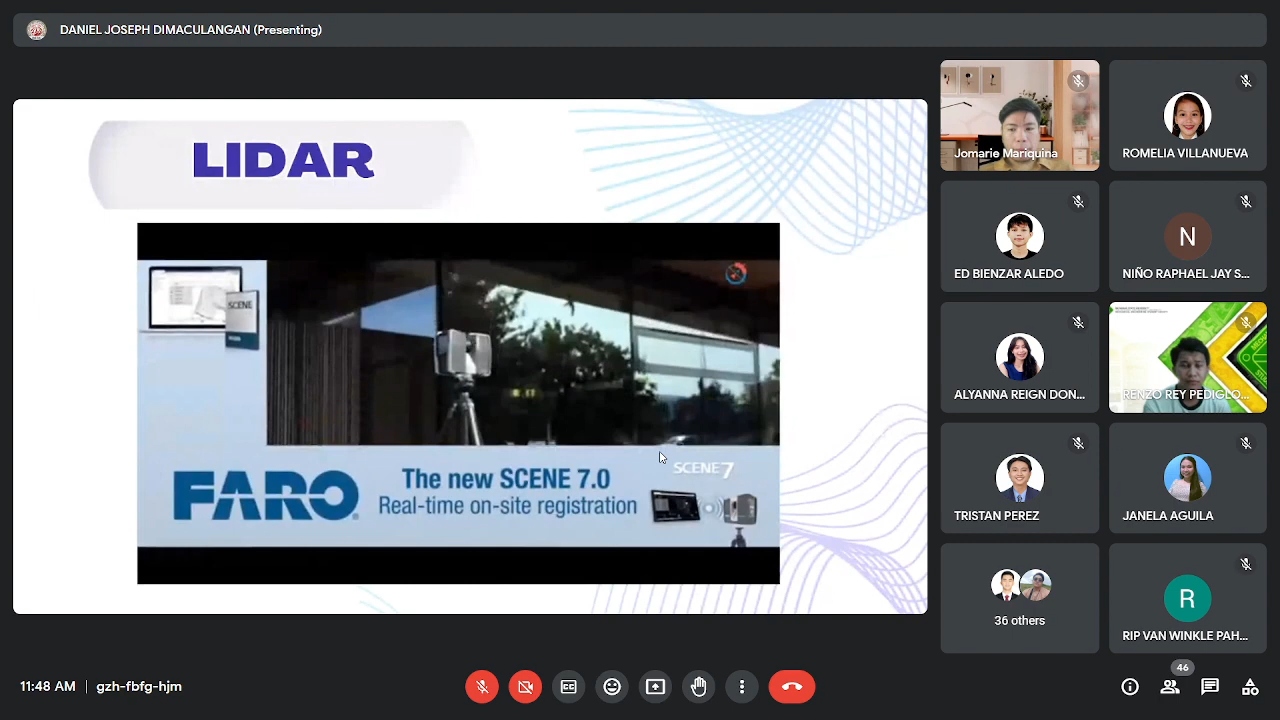 DANIEL JOSEPH DIMACULANGAN (Presenting)
LIDAR
SCENE
FARO
The new SCENE 7.0
Real-time on-site registration
SCENE 7
Jomarie Mariquina
ROMELIA VILLANUEVA
ED BIENZAR ALEDO
N
NIÑO RAPHAEL JAY S...
ALYANNA REIGN DON...
RENZO REY PEDIGLO...
TRISTAN PEREZ
JANELA AGUILA
36 others
R
RIP VAN WINKLE PAH...
11:48 AM
gzh-fbfg-hjm
46